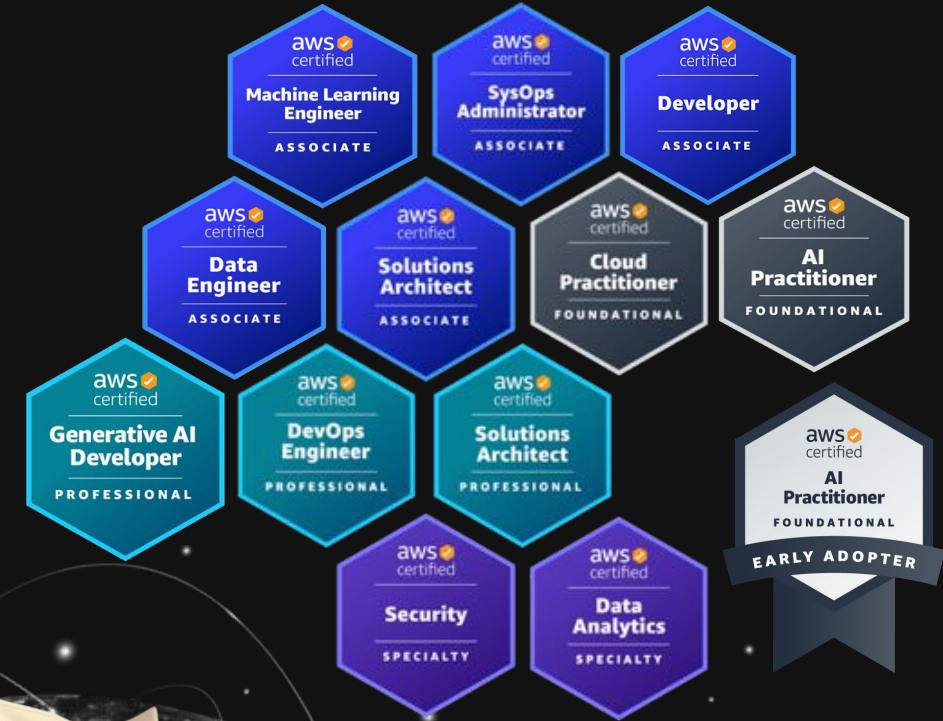 aws
certified
Machine Learning
Engineer
ASSOCIATE
aws
certified
SysOps
Administrator
ASSOCIATE
aws
certified
Developer
ASSOCIATE
aws
certified
Data
Engineer
ASSOCIATE
aws
certified
Solutions
Architect
ASSOCIATE
aws
certified
Cloud
Practitioner
FOUNDATIONAL
aws
certified
AI
Practitioner
FOUNDATIONAL
aws
certified
Generative AI
Developer
PROFESSIONAL
aws
certified
DevOps
Engineer
PROFESSIONAL
aws
certified
Solutions
Architect
PROFESSIONAL
aws
certified
AI
Practitioner
FOUNDATIONAL
EARLY ADOPTER
aws
certified
Security
SPECIALTY
aws
certified
Data
Analytics
SPECIALTY